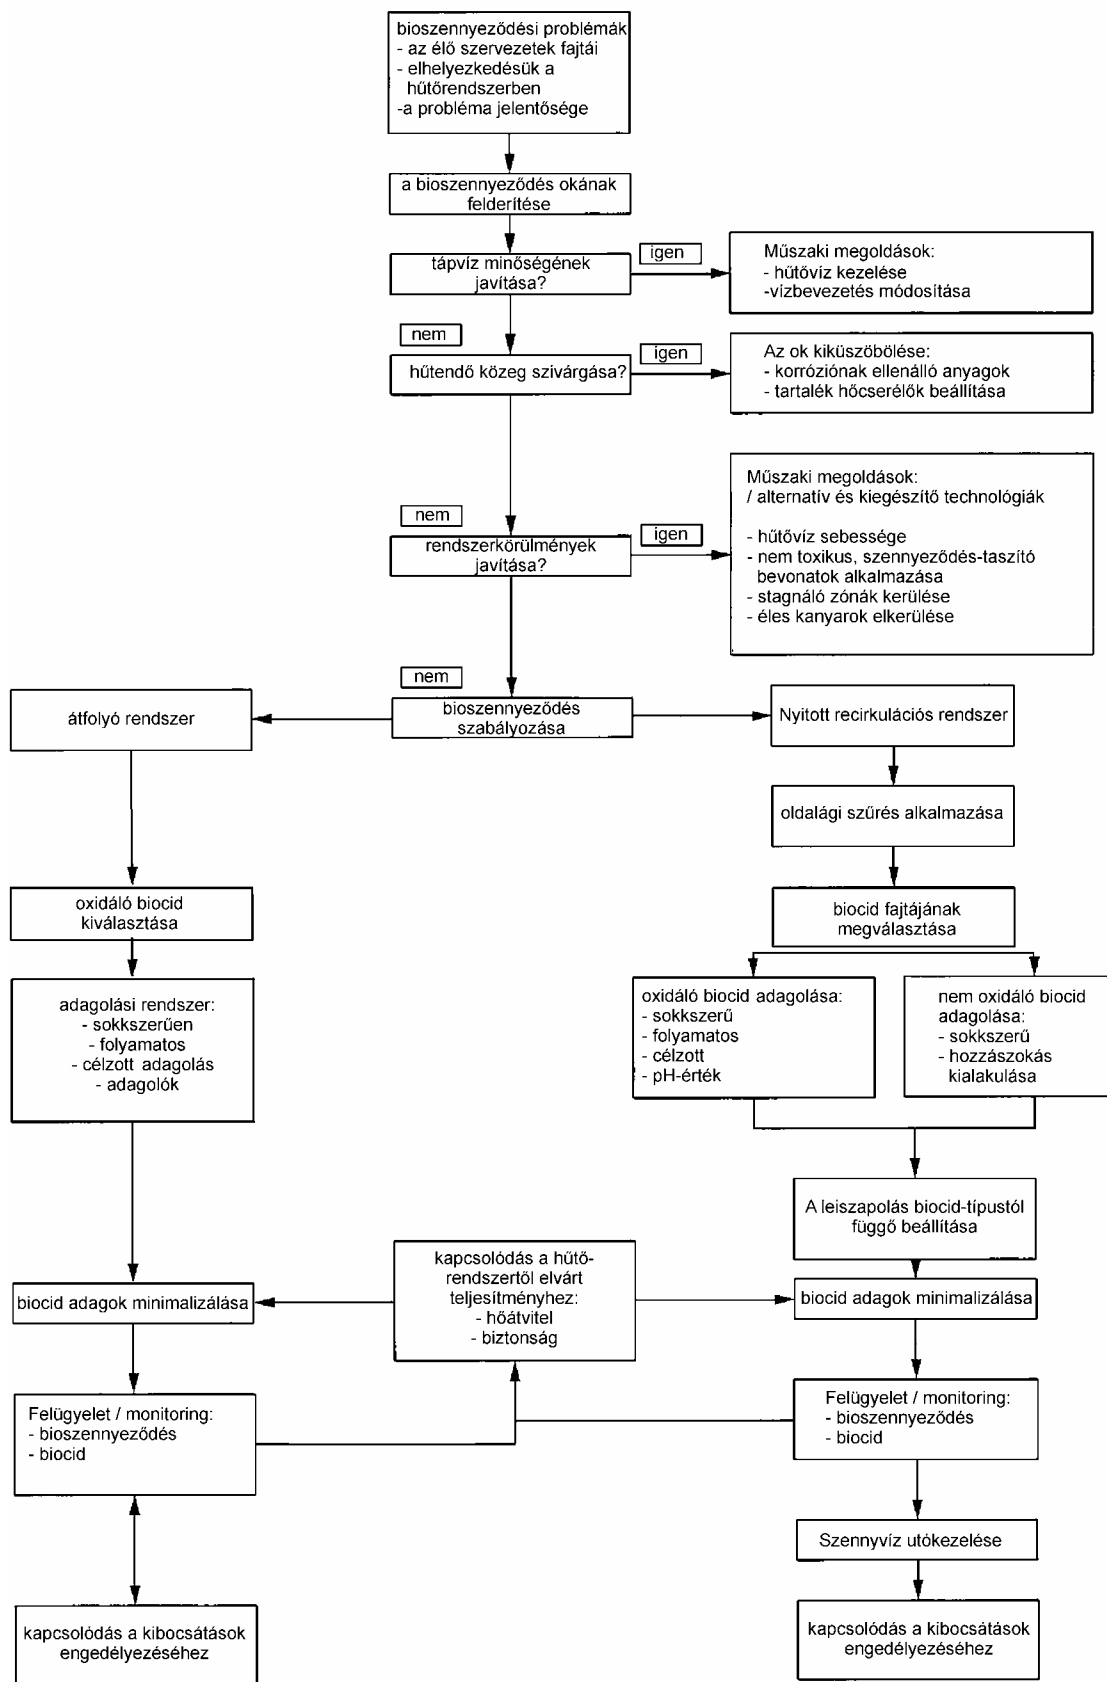 bioszennyeződési problémák
- az élő szervezetek fajtái
- elhelyezkedésük a
hűtőrendszerben
-a probléma jelentősége
a bioszennyeződés okának
felderítése
tápvíz minőségének
javítása?
igen
Műszaki megoldások:
- hűtővíz kezelése
-vízbevezetés módosítása
nem
hűtendő közeg szivárgása?
igen
Az ok kiküszöbölése:
- korróziónak ellenálló anyagok
- tartalék hőcserélők beállítása
nem
rendszerkörülmények
javítása?
igen
Műszaki megoldások:
/ alternatív és kiegészítő technológiák
- hűtővíz sebessége
- nem toxikus, szennyeződés-taszító
bevonatok alkalmazása
- stagnáló zónák kerülése
- éles kanyarok elkerülése
nem
bioszennyeződés
szabályozása
átfolyó rendszer
Nyitott recirkulációs rendszer
oldalági szűrés alkalmazása
oxidáló biocid
kiválasztása
biocid fajtájának
megválasztása
adagolási rendszer:
- sokkszerűen
- folyamatos
- célzott adagolás
- adagolók
oxidáló biocid adagolása:
- sokkszerű
- folyamatos
- célzott
- pH-érték
nem oxidáló biocid
adagolása:
- sokkszerű
- hozzászokás
kialakulása
A leiszapolás biocid-típustól
függő beállítása
kapcsolódás a hűtő-
rendszertől elvárt
teljesítményhez:
- hőátvitel
- biztonság
biocid adagok minimalizálása
biocid adagok minimalizálása
Felügyelet / monitoring:
- bioszennyeződés
- biocid
Felügyelet / monitoring:
- bioszennyeződés
- biocid
Szennyvíz utókezelése
kapcsolódás a kibocsátások
engedélyezéséhez
kapcsolódás a kibocsátások
engedélyezéséhez